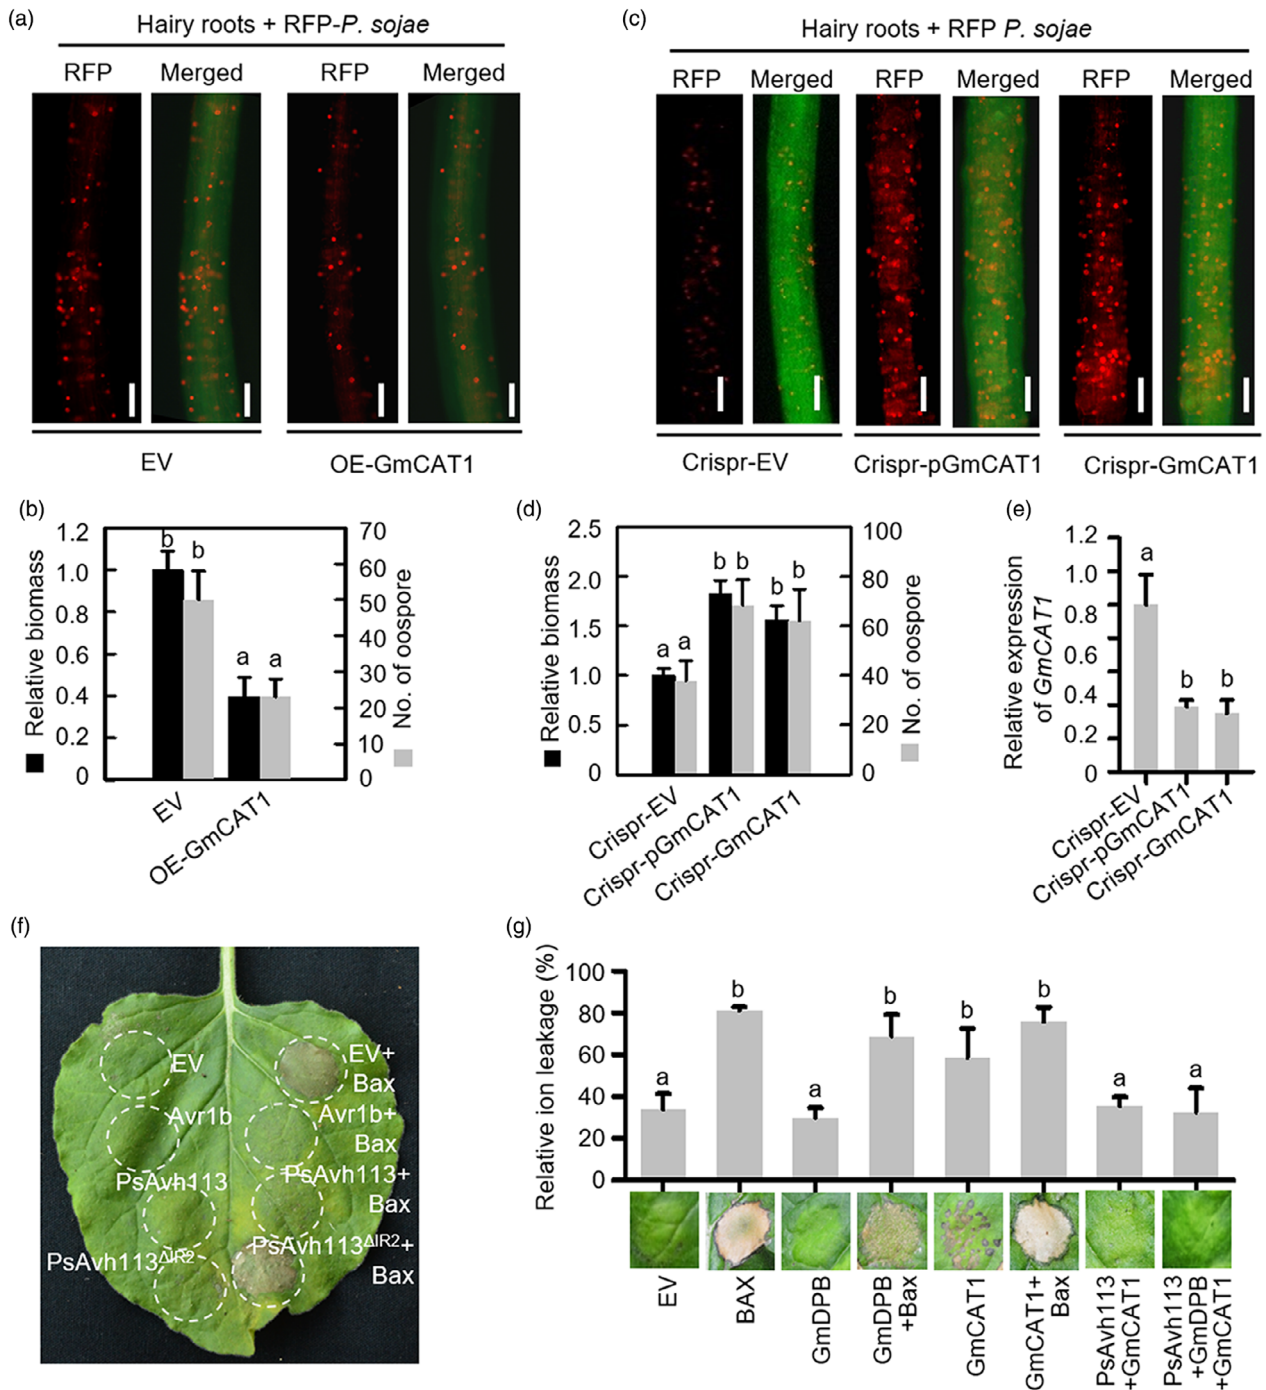 (a)
Hairy roots + RFP-P. sojae
RFP Merged RFP Merged
EV OE-GmCAT1
(c)
Hairy roots + RFP P. sojae
RFP Merged RFP Merged RFP Merged
Crispr-EV Crispr-pGmCAT1 Crispr-GmCAT1
(b)
Relative biomass
1.2
1.0
0.8
0.6
0.4
0.2
0
b b
a a
70
60
50
40
30
20
10
0
No. of oospore
EV
OE-GmCAT1
(d)
Relative biomass
2.5
2.0
1.5
1.0
0.5
0
a a
b b
b b
100
80
60
40
20
0
No. of oospore
Crispr-EV
Crispr-pGmCAT1
Crispr-GmCAT1
(e)
Relative expression
of GmCAT1
1.2
1.0
0.8
0.6
0.4
0.2
0
a
b
b
Crispr-EV
Crispr-pGmCAT1
Crispr-GmCAT1
(f)
EV
EV+
Bax
Avr1b
Avr1b+
Bax
PsAvh113
PsAvh113+
Bax
PsAvh113ΔIR2
PsAvh113ΔIR2+
Bax
(g)
Relative ion leakage (%)
100
80
60
40
20
0
a
b
a
b
b
b
a
a
EV
BAX
GmDPB
GmDPB
+Bax
GmCAT1
GmCAT1+
Bax
PsAvh113
+GmCAT1
PsAvh113
+GmDPB
+GmCAT1